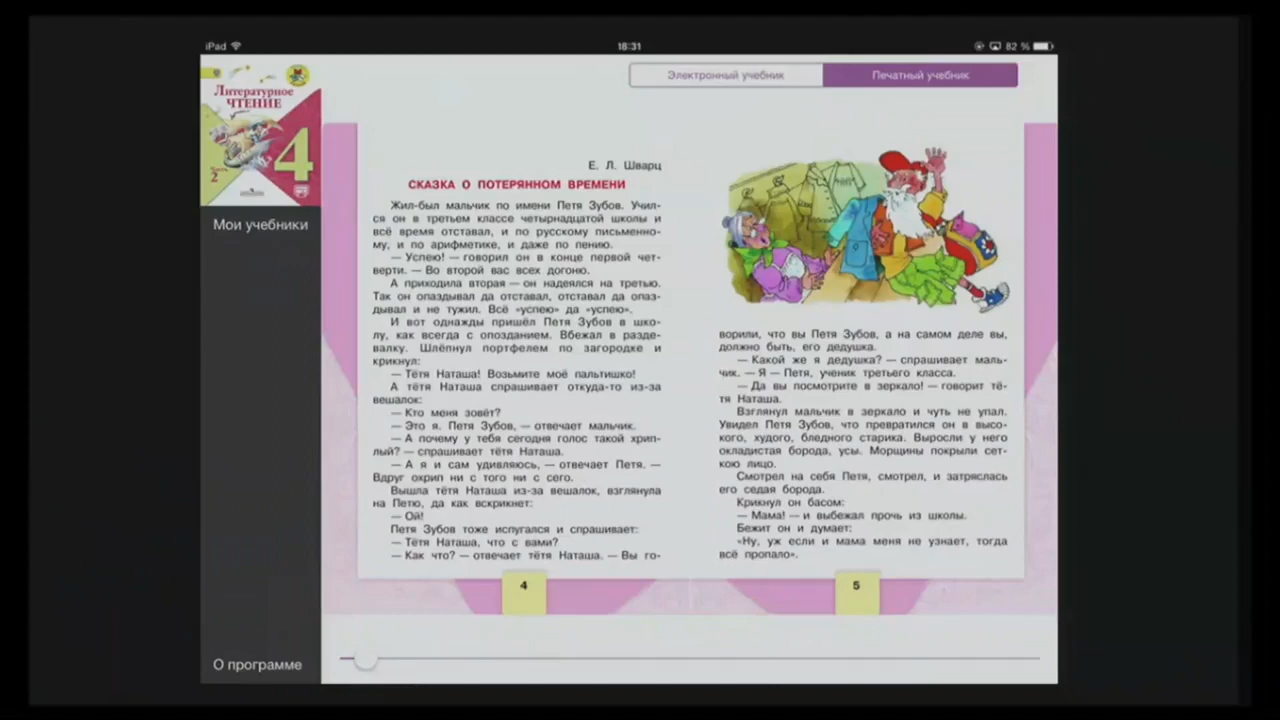 iPad
18:31
82 %
Литературное
ЧТЕНИЕ
4
Часть
2
Мои учебники
О программе
Электронный учебник
Печатный учебник
Е. Л. Шварц
СКАЗКА О ПОТЕРЯННОМ ВРЕМЕНИ
Жил-был мальчик по имени Петя Зубов. Учил-
ся он в третьем классе четырнадцатой школы и
всё время отставал, и по русскому письменно-
му, и по арифметике, и даже по пению.
— Успею! — говорил он в конце первой чет-
верти. — Во второй вас всех догоню.
А приходила вторая — он надеялся на третью.
Так он опаздывал да отставал, отставал да опаз-
дывал и не тужил. Всё «успею» да «успею».
И вот однажды пришёл Петя Зубов в шко-
лу, как всегда с опозданием. Вбежал в разде-
валку. Шлёпнул портфелем по загородке и
крикнул:
— Тётя Наташа! Возьмите моё пальтишко!
А тётя Наташа спрашивает откуда-то из-за
вешалок:
— Кто меня зовёт?
— Это я. Петя Зубов, — отвечает мальчик.
— А почему у тебя сегодня голос такой хрип-
лый? — спрашивает тётя Наташа.
— А я и сам удивляюсь, — отвечает Петя. —
Вдруг охрип ни с того ни с сего.
Вышла тётя Наташа из-за вешалок, взглянула
на Петю, да как вскрикнет:
— Ой!
Петя Зубов тоже испугался и спрашивает:
— Тётя Наташа, что с вами?
— Как что? — отвечает тётя Наташа. — Вы го-
4
ворили, что вы Петя Зубов, а на самом деле вы,
должно быть, его дедушка.
— Какой же я дедушка? — спрашивает маль-
чик. — Я — Петя, ученик третьего класса.
— Да вы посмотрите в зеркало! — говорит тё-
тя Наташа.
Взглянул мальчик в зеркало и чуть не упал.
Увидел Петя Зубов, что превратился он в высо-
кого, худого, бледного старика. Выросли у него
окладистая борода, усы. Морщины покрыли сет-
кою лицо.
Смотрел на себя Петя, смотрел, и затряслась
его седая борода.
Крикнул он басом:
— Мама! — и выбежал прочь из школы.
Бежит он и думает:
«Ну, уж если и мама меня не узнает, тогда
всё пропало».
5